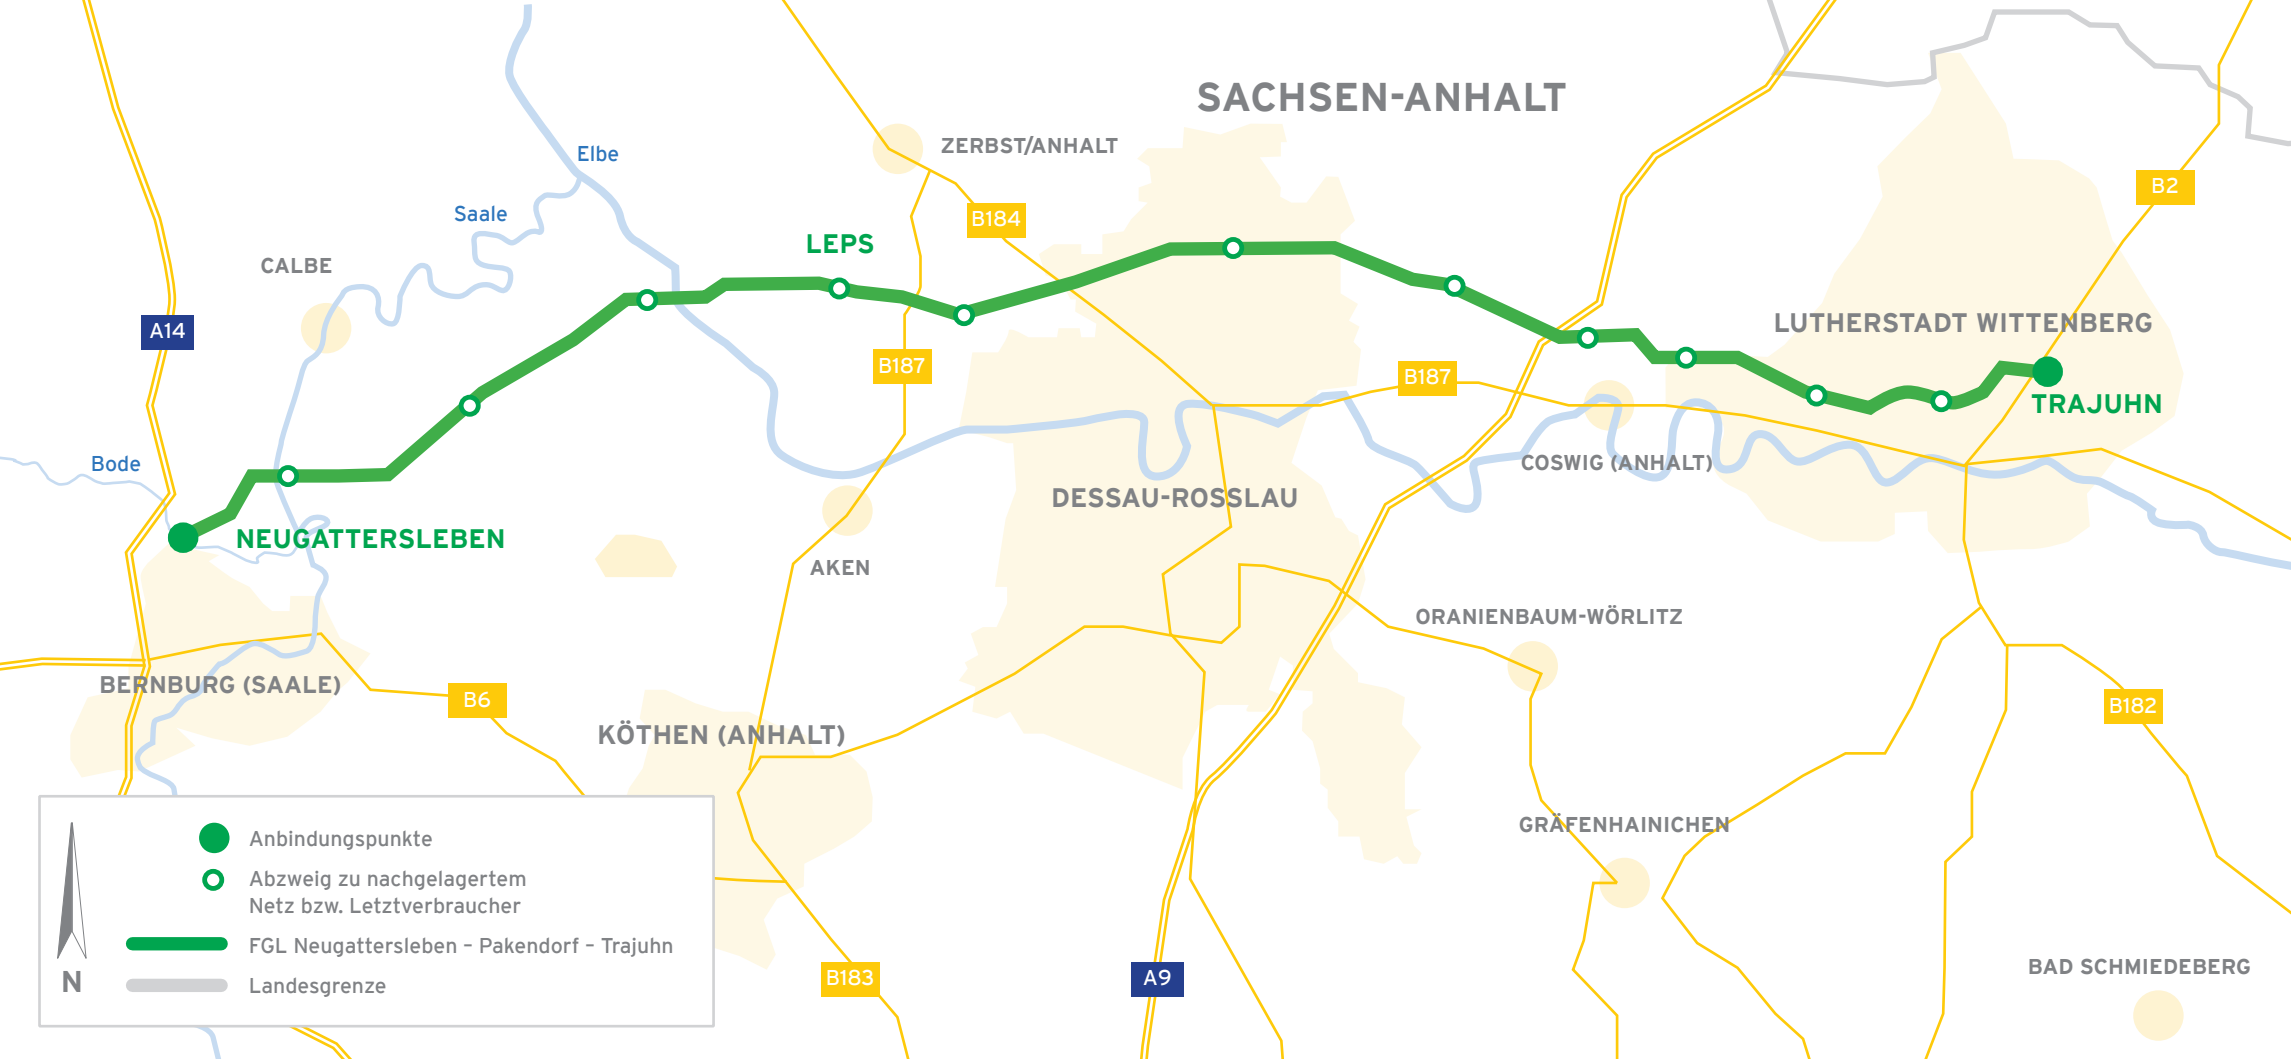 SACHSEN-ANHALT
ZERBST/ANHALT
Elbe
B2
Saale
B184
LEPS
CALBE
A14
LUTHERSTADT WITTENBERG
B187
B187
TRAJUHN
Bode
COSWIG (ANHALT)
DESSAU-ROSSLAU
NEUGATTERSLEBEN
AKEN
ORANIENBAUM-WÖRLITZ
BERNBURG (SAALE)
B6
B182
KÖTHEN (ANHALT)
GRÄFENHAINICHEN
BAD SCHMIEDEBERG
B183
A9
Anbindungspunkte
Abzweig zu nachgelagertem
Netz bzw. Letztverbraucher
FGL Neugattersleben – Pakendorf – Trajuhn
Landesgrenze
N